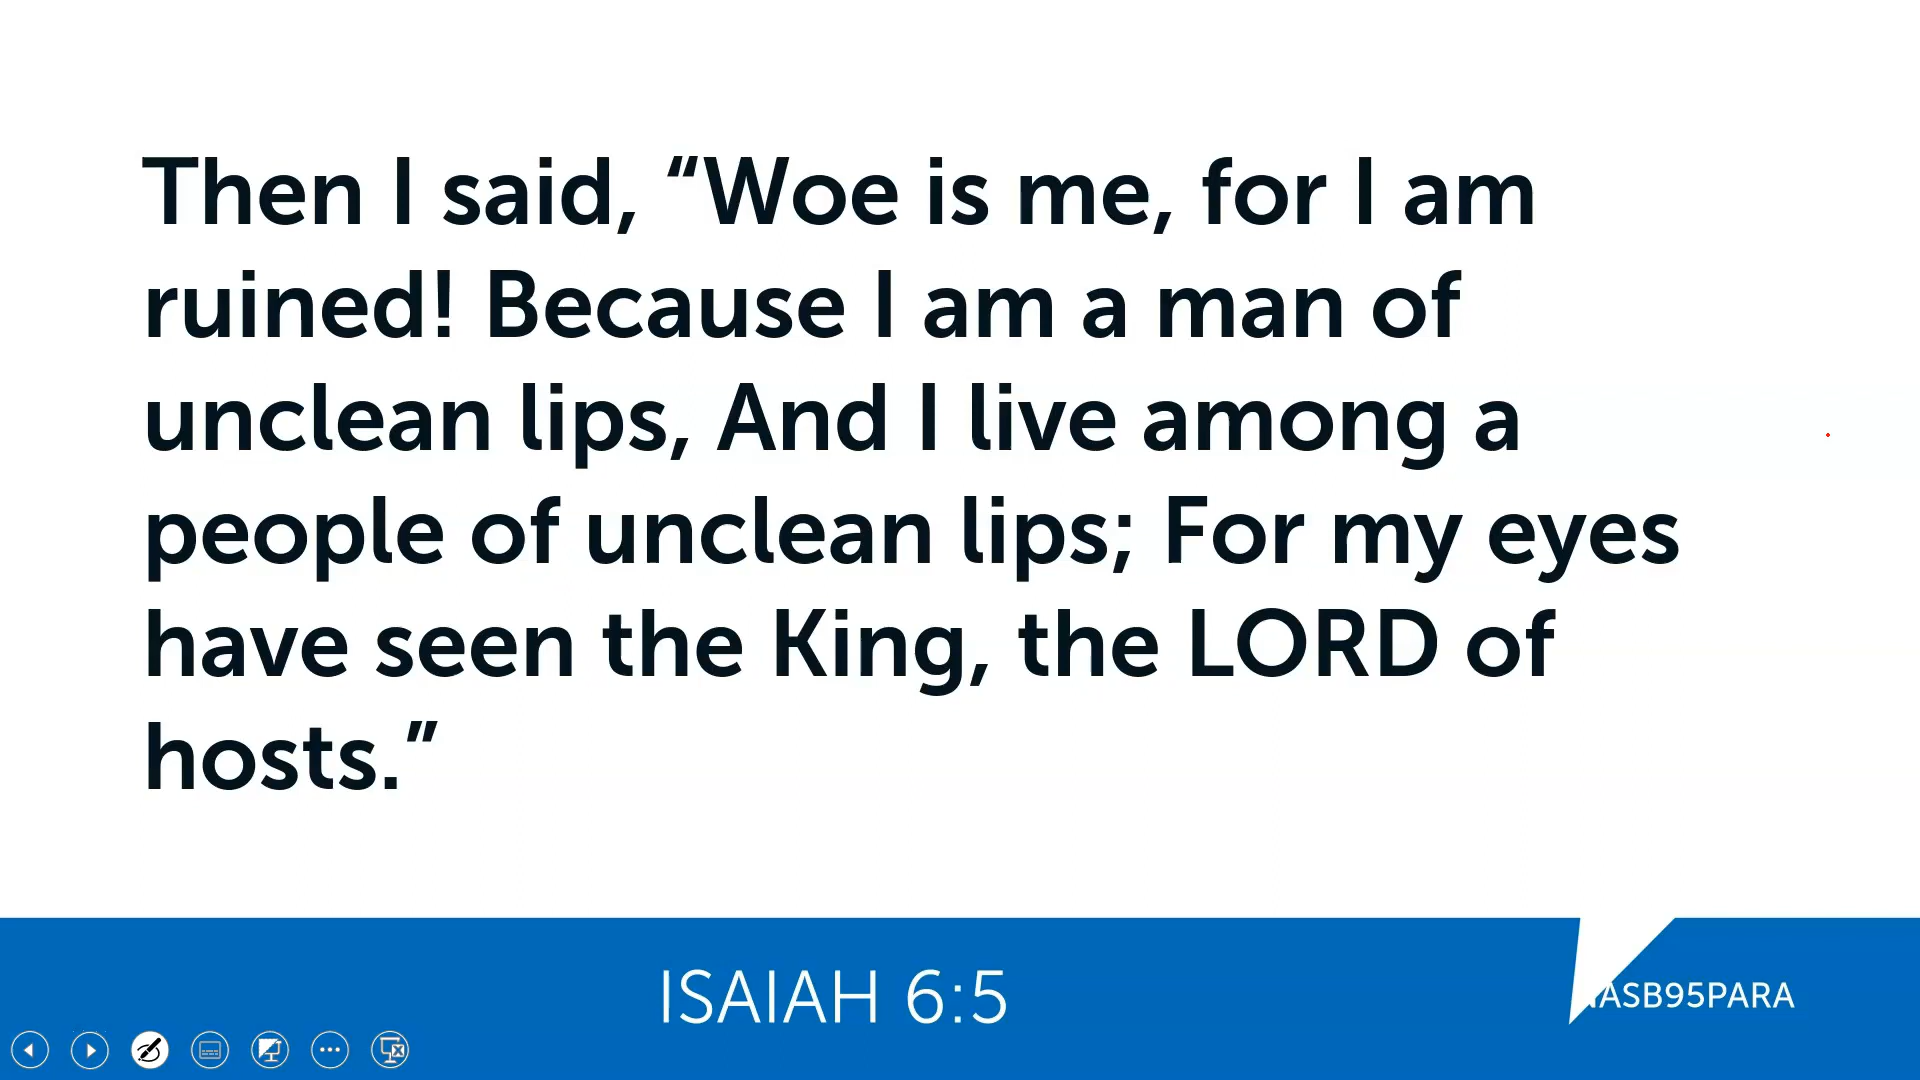 Then I said, “Woe is me, for I am
ruined! Because I am a man of
unclean lips, And I live among a
people of unclean lips; For my eyes
have seen the King, the LORD of
hosts.”
ISAIAH 6:5
NASB95PARA